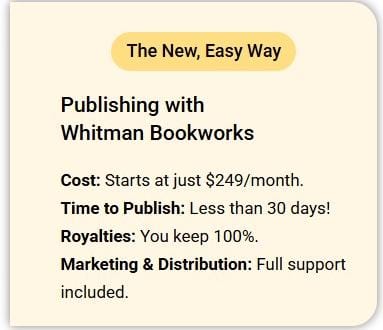 The New, Easy Way
Publishing with
Whitman Bookworks
Cost: Starts at just $249/month.
Time to Publish: Less than 30 days!
Royalties: You keep 100%.
Marketing & Distribution: Full support
included.